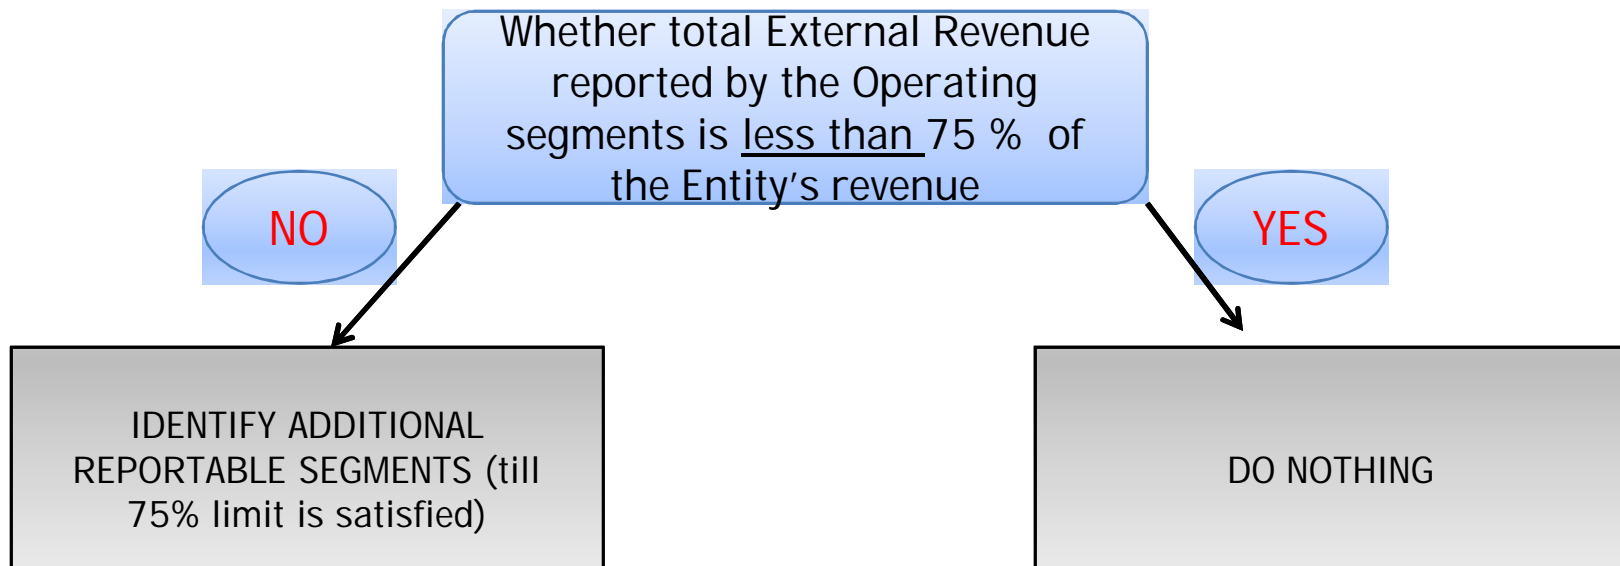 Whether total External Revenue
reported by the Operating
segments is less than 75 % of
the Entity's revenue
NO
YES
IDENTIFY ADDITIONAL
REPORTABLE SEGMENTS (till
75% limit is satisfied)
DO NOTHING